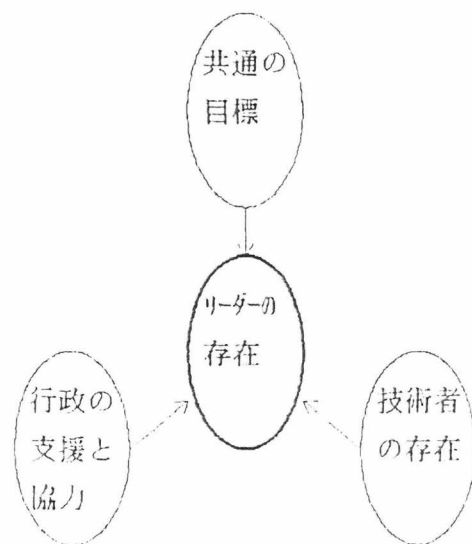 共通の
目標
リーダーの
存在
行政の
支援と
協力
技術者
の存在